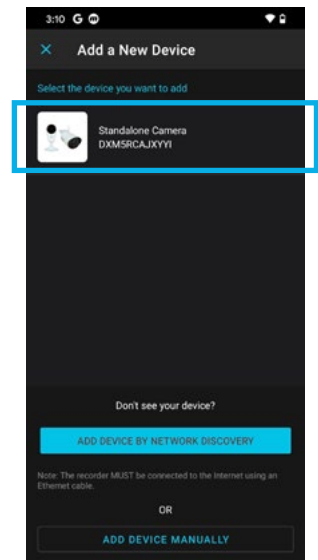 3:10 G
× Add a New Device
Select the device you want to add
Standalone Camera
DXM5RCAJXYYI
Don't see your device?
ADD DEVICE BY NETWORK DISCOVERY
Note: The recorder MUST be connected to the Internet using an
Ethernet cable.
OR
ADD DEVICE MANUALLY